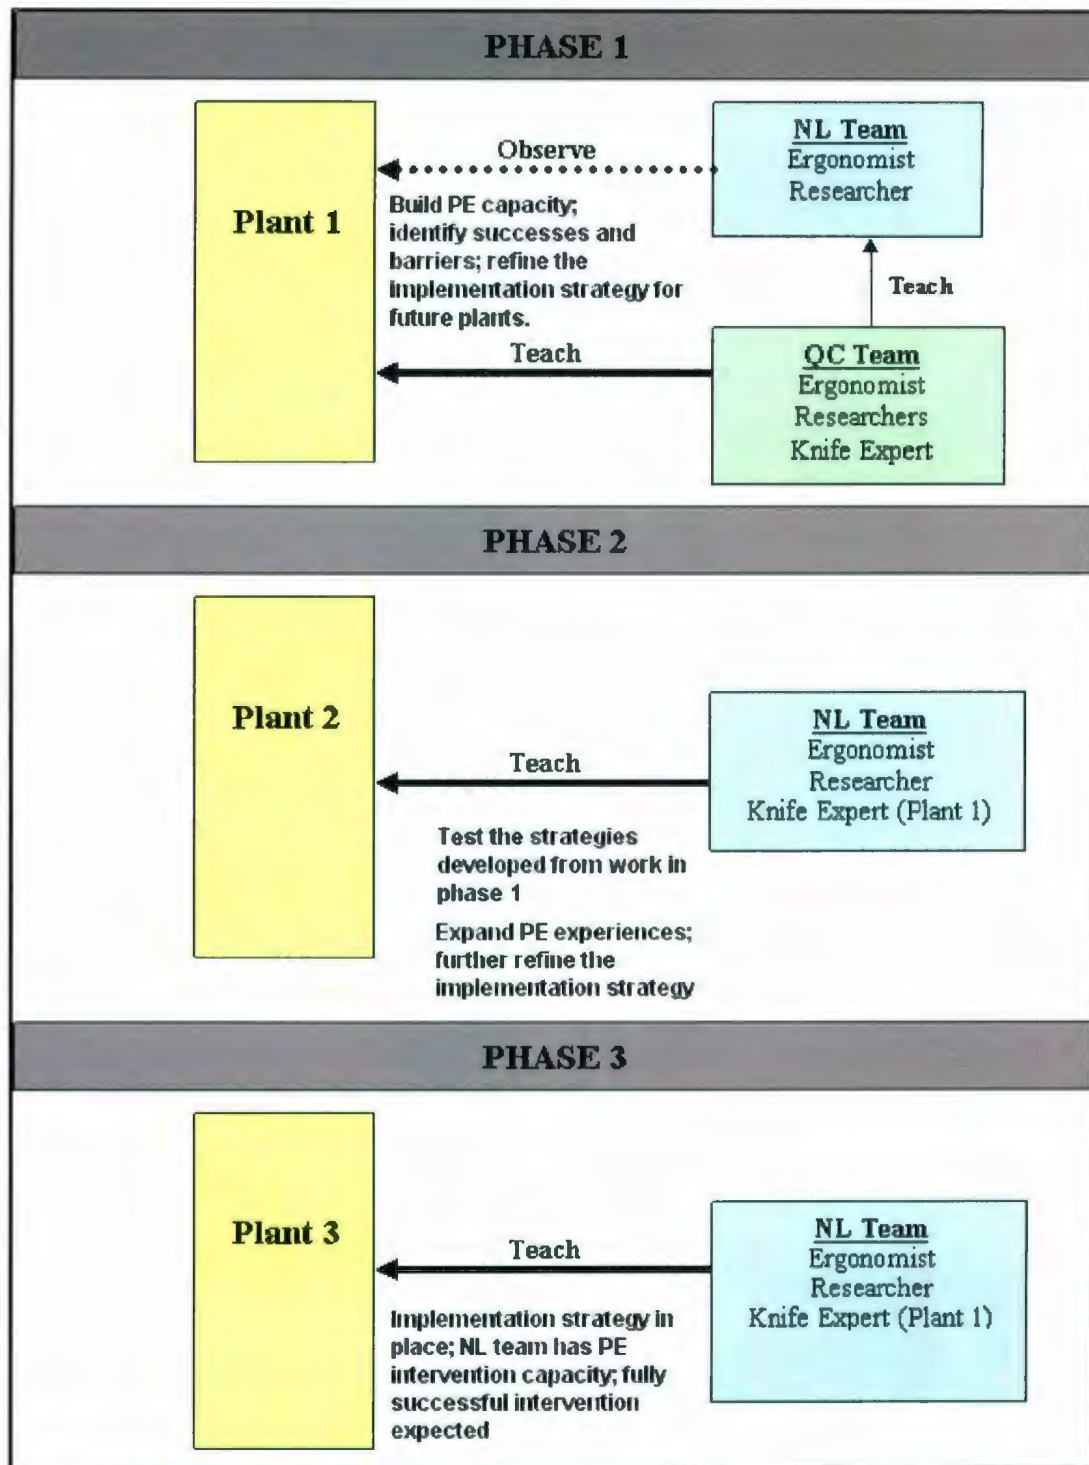 PHASE 1
Plant 1
Observe
Build PE capacity;
identify successes and
barriers; refine the
implementation strategy for
future plants.
Teach
NL Team
Ergonomist
Researcher
Teach
QC Team
Ergonomist
Researchers
Knife Expert
PHASE 2
Plant 2
Teach
Test the strategies
developed from work in
phase 1
Expand PE experiences;
further refine the
implementation strategy
NL Team
Ergonomist
Researcher
Knife Expert (Plant 1)
PHASE 3
Plant 3
Teach
Implementation strategy in
place; NL team has PE
intervention capacity; fully
successful intervention
expected
NL Team
Ergonomist
Researcher
Knife Expert (Plant 1)